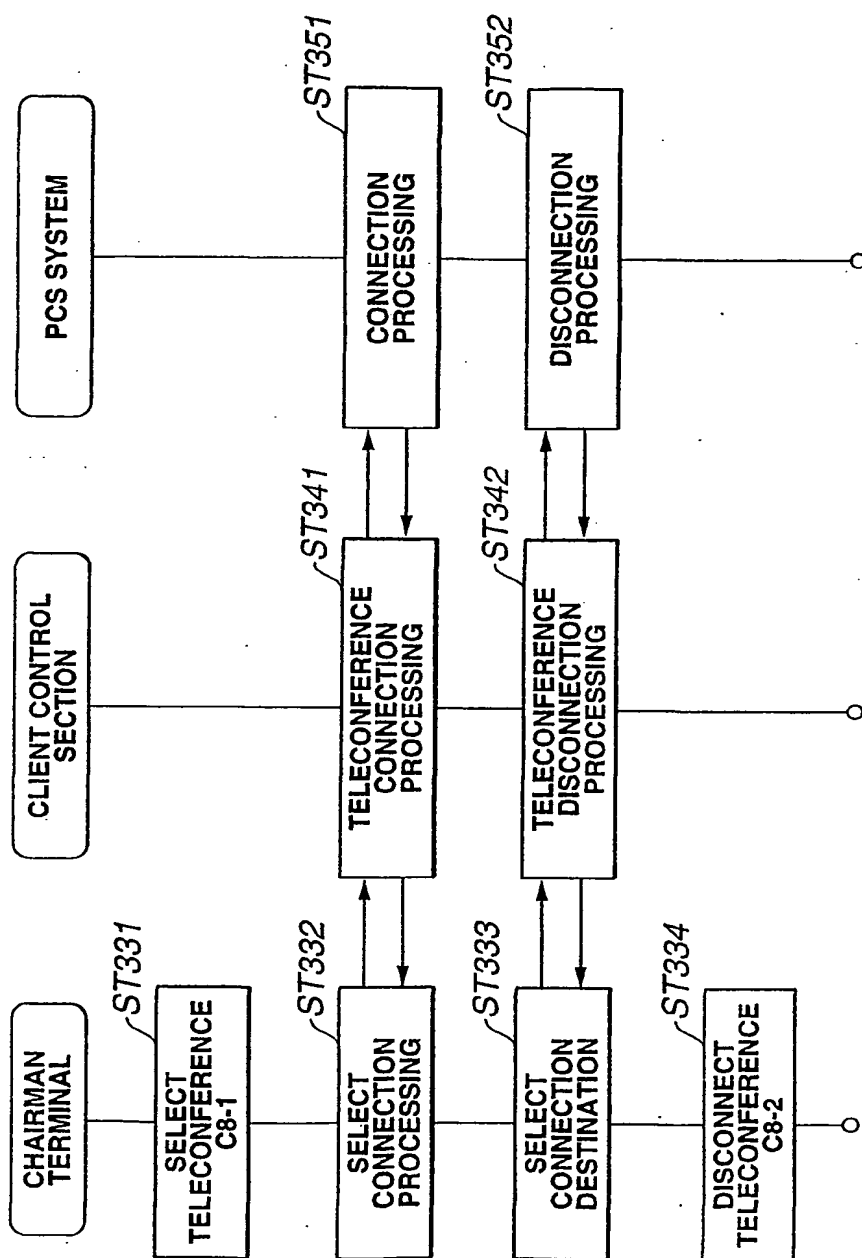 CHAIRMAN
TERMINAL
ST331
SELECT
TELECONFERENCE
C8-1
ST332
SELECT
CONNECTION
PROCESSING
ST333
SELECT
CONNECTION
DESTINATION
ST334
DISCONNECT
TELECONFERENCE
C8-2
CLIENT CONTROL
SECTION
ST341
TELECONFERENCE
CONNECTION
PROCESSING
ST342
TELECONFERENCE
DISCONNECTION
PROCESSING
PCS SYSTEM
ST351
CONNECTION
PROCESSING
ST352
DISCONNECTION
PROCESSING